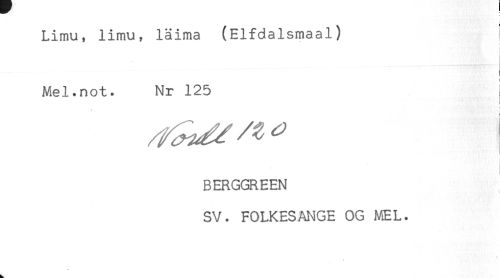 Limu, limu, läima (Elfdalsmaal)
Mel.not. Nr 125
Nordl 120
BERGGREEN
SV. FOLKESANGE OG MEL.